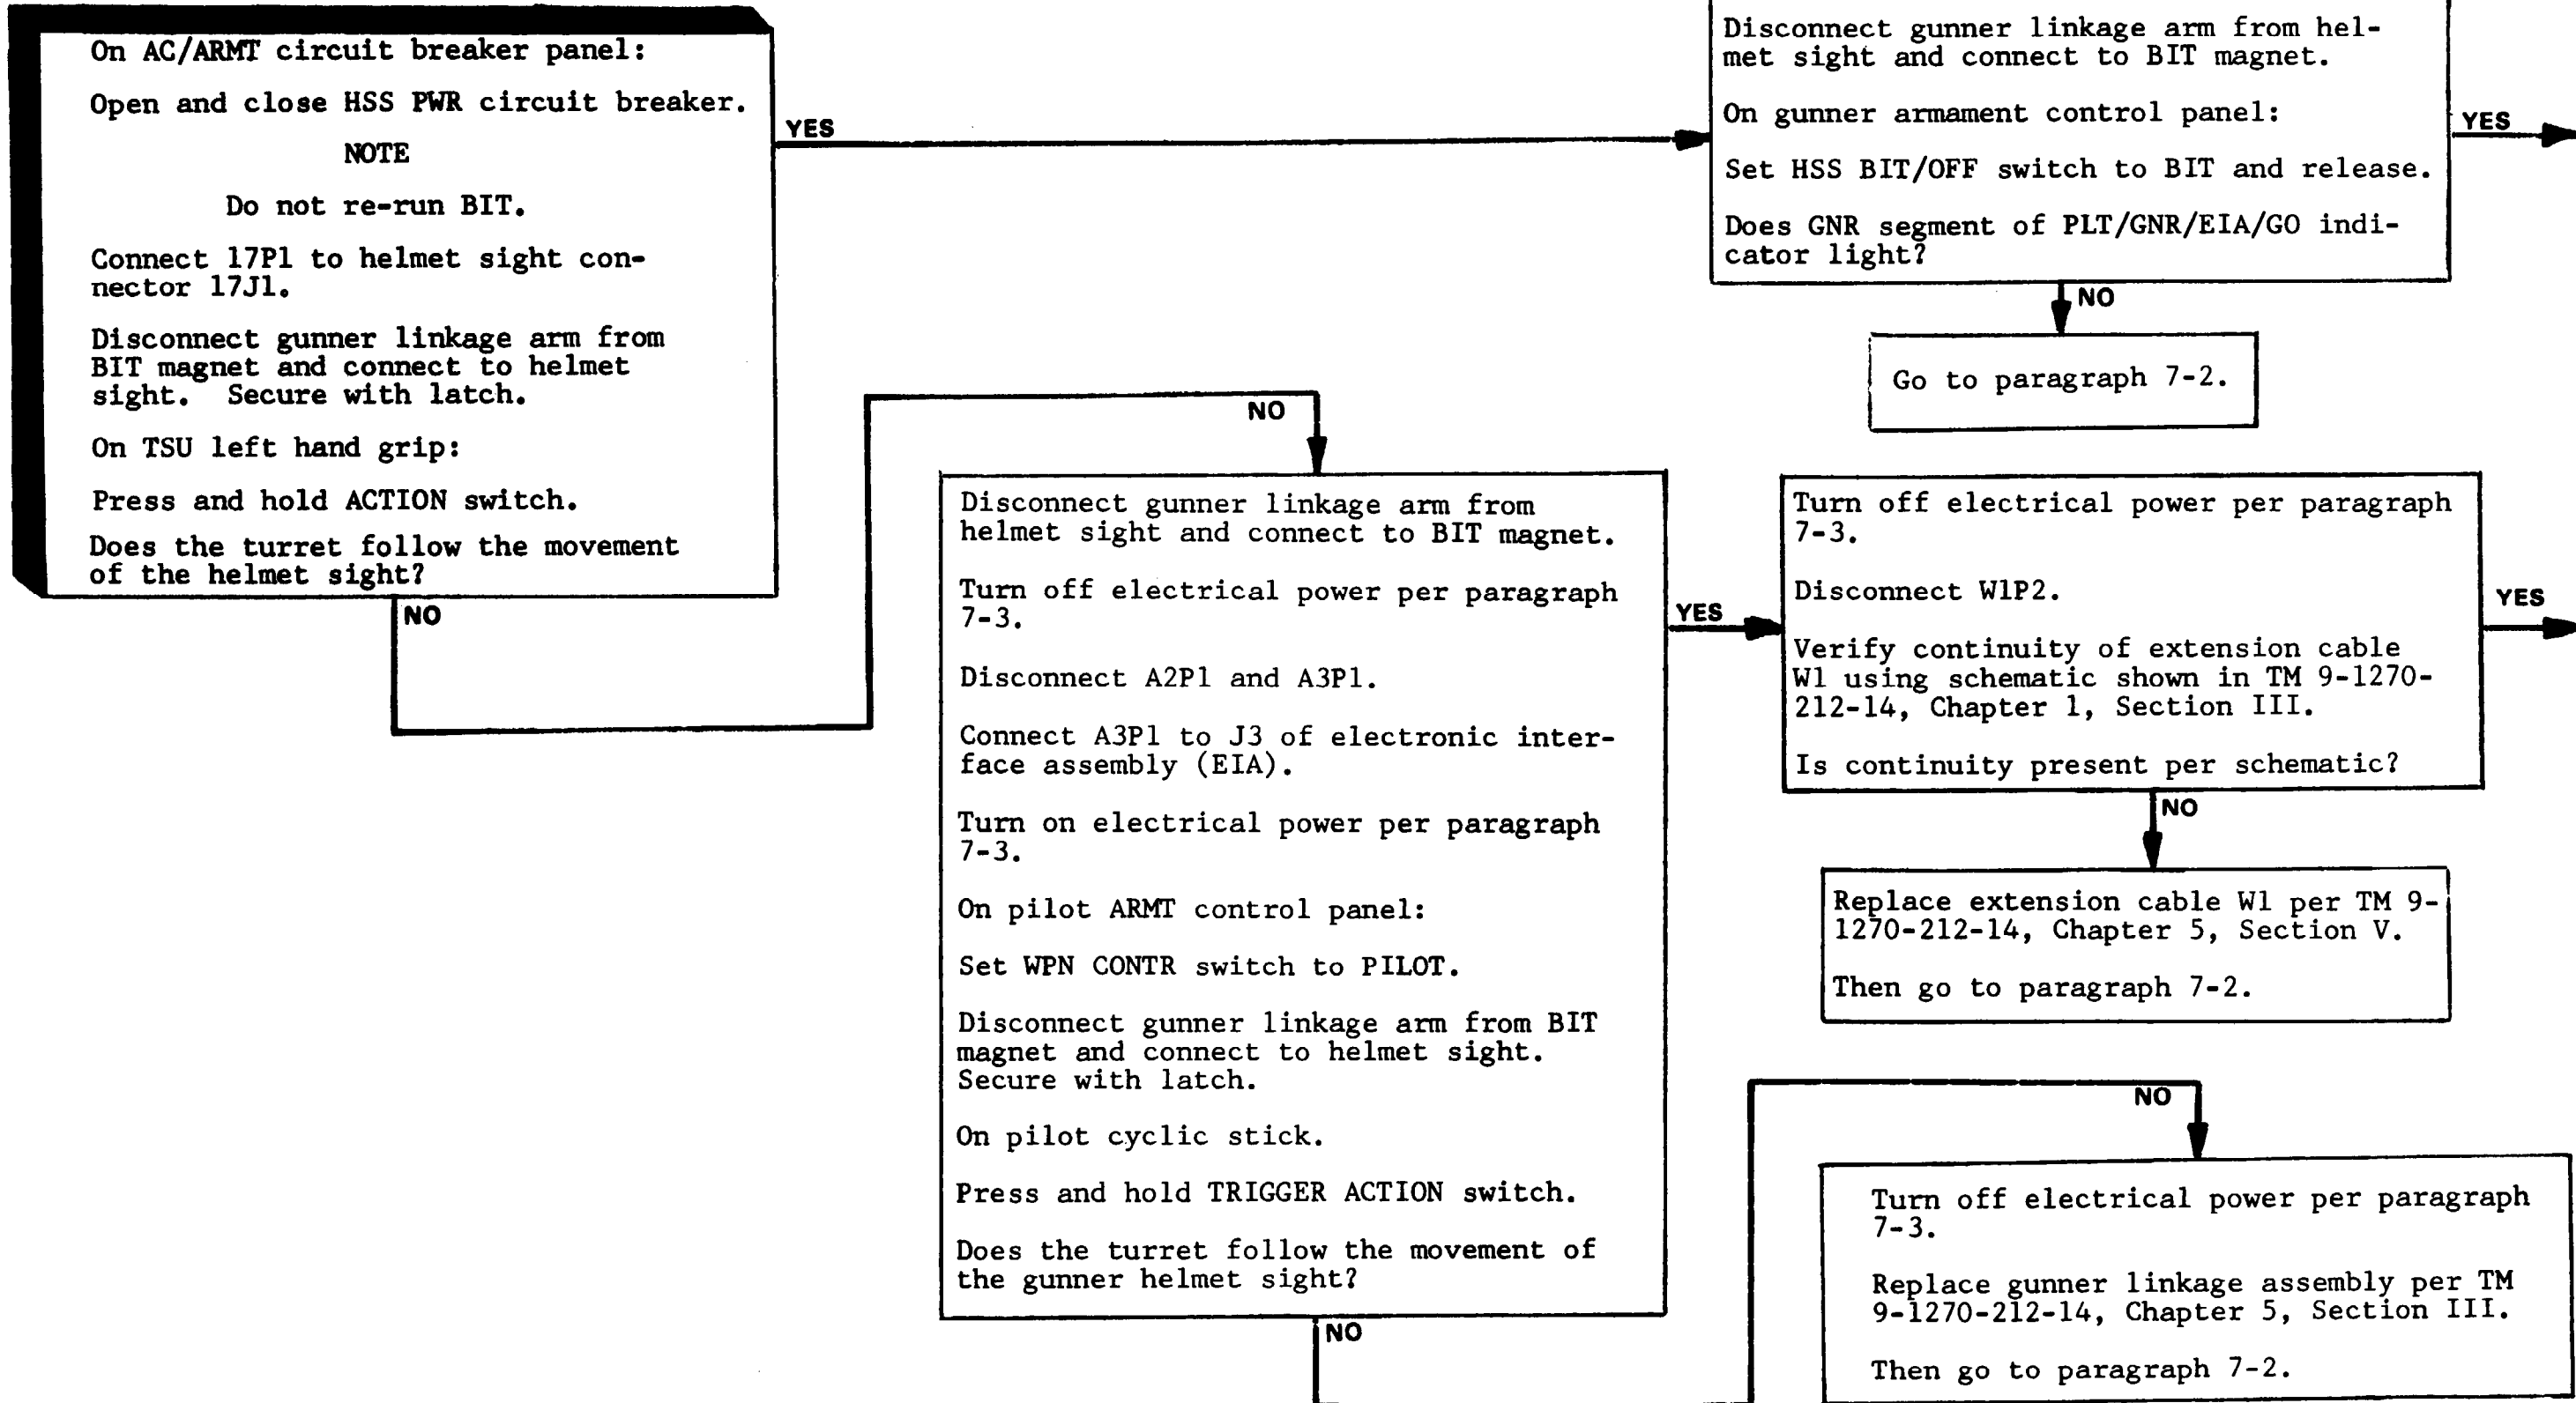 On AC/ARMT circuit breaker panel:
Open and close HSS PWR circuit breaker.
NOTE
Do not re-run BIT.
Connect 17P1 to helmet sight con-
nector 17J1.
Disconnect gunner linkage arm from
BIT magnet and connect to helmet
sight. Secure with latch.
On TSU left hand grip:
Press and hold ACTION switch.
Does the turret follow the movement
of the helmet sight?
YES
NO
Disconnect gunner linkage arm from hel-
met sight and connect to BIT magnet.
On gunner armament control panel:
Set HSS BIT/OFF switch to BIT and release.
Does GNR segment of PLT/GNR/EIA/GO indi-
cator light?
YES
NO
Go to paragraph 7-2.
NO
Disconnect gunner linkage arm from
helmet sight and connect to BIT magnet.
Turn off electrical power per paragraph
7-3.
Disconnect A2P1 and A3P1.
Connect A3P1 to J3 of electronic inter-
face assembly (EIA).
Turn on electrical power per paragraph
7-3.
On pilot ARMT control panel:
Set WPN CONTR switch to PILOT.
Disconnect gunner linkage arm from BIT
magnet and connect to helmet sight.
Secure with latch.
On pilot cyclic stick.
Press and hold TRIGGER ACTION switch.
Does the turret follow the movement of
the gunner helmet sight?
YES
NO
Turn off electrical power per paragraph
7-3.
Disconnect W1P2.
Verify continuity of extension cable
W1 using schematic shown in TM 9-1270-
212-14, Chapter 1, Section III.
Is continuity present per schematic?
YES
NO
Replace extension cable W1 per TM 9-
1270-212-14, Chapter 5, Section V.
Then go to paragraph 7-2.
NO
Turn off electrical power per paragraph
7-3.
Replace gunner linkage assembly per TM
9-1270-212-14, Chapter 5, Section III.
Then go to paragraph 7-2.